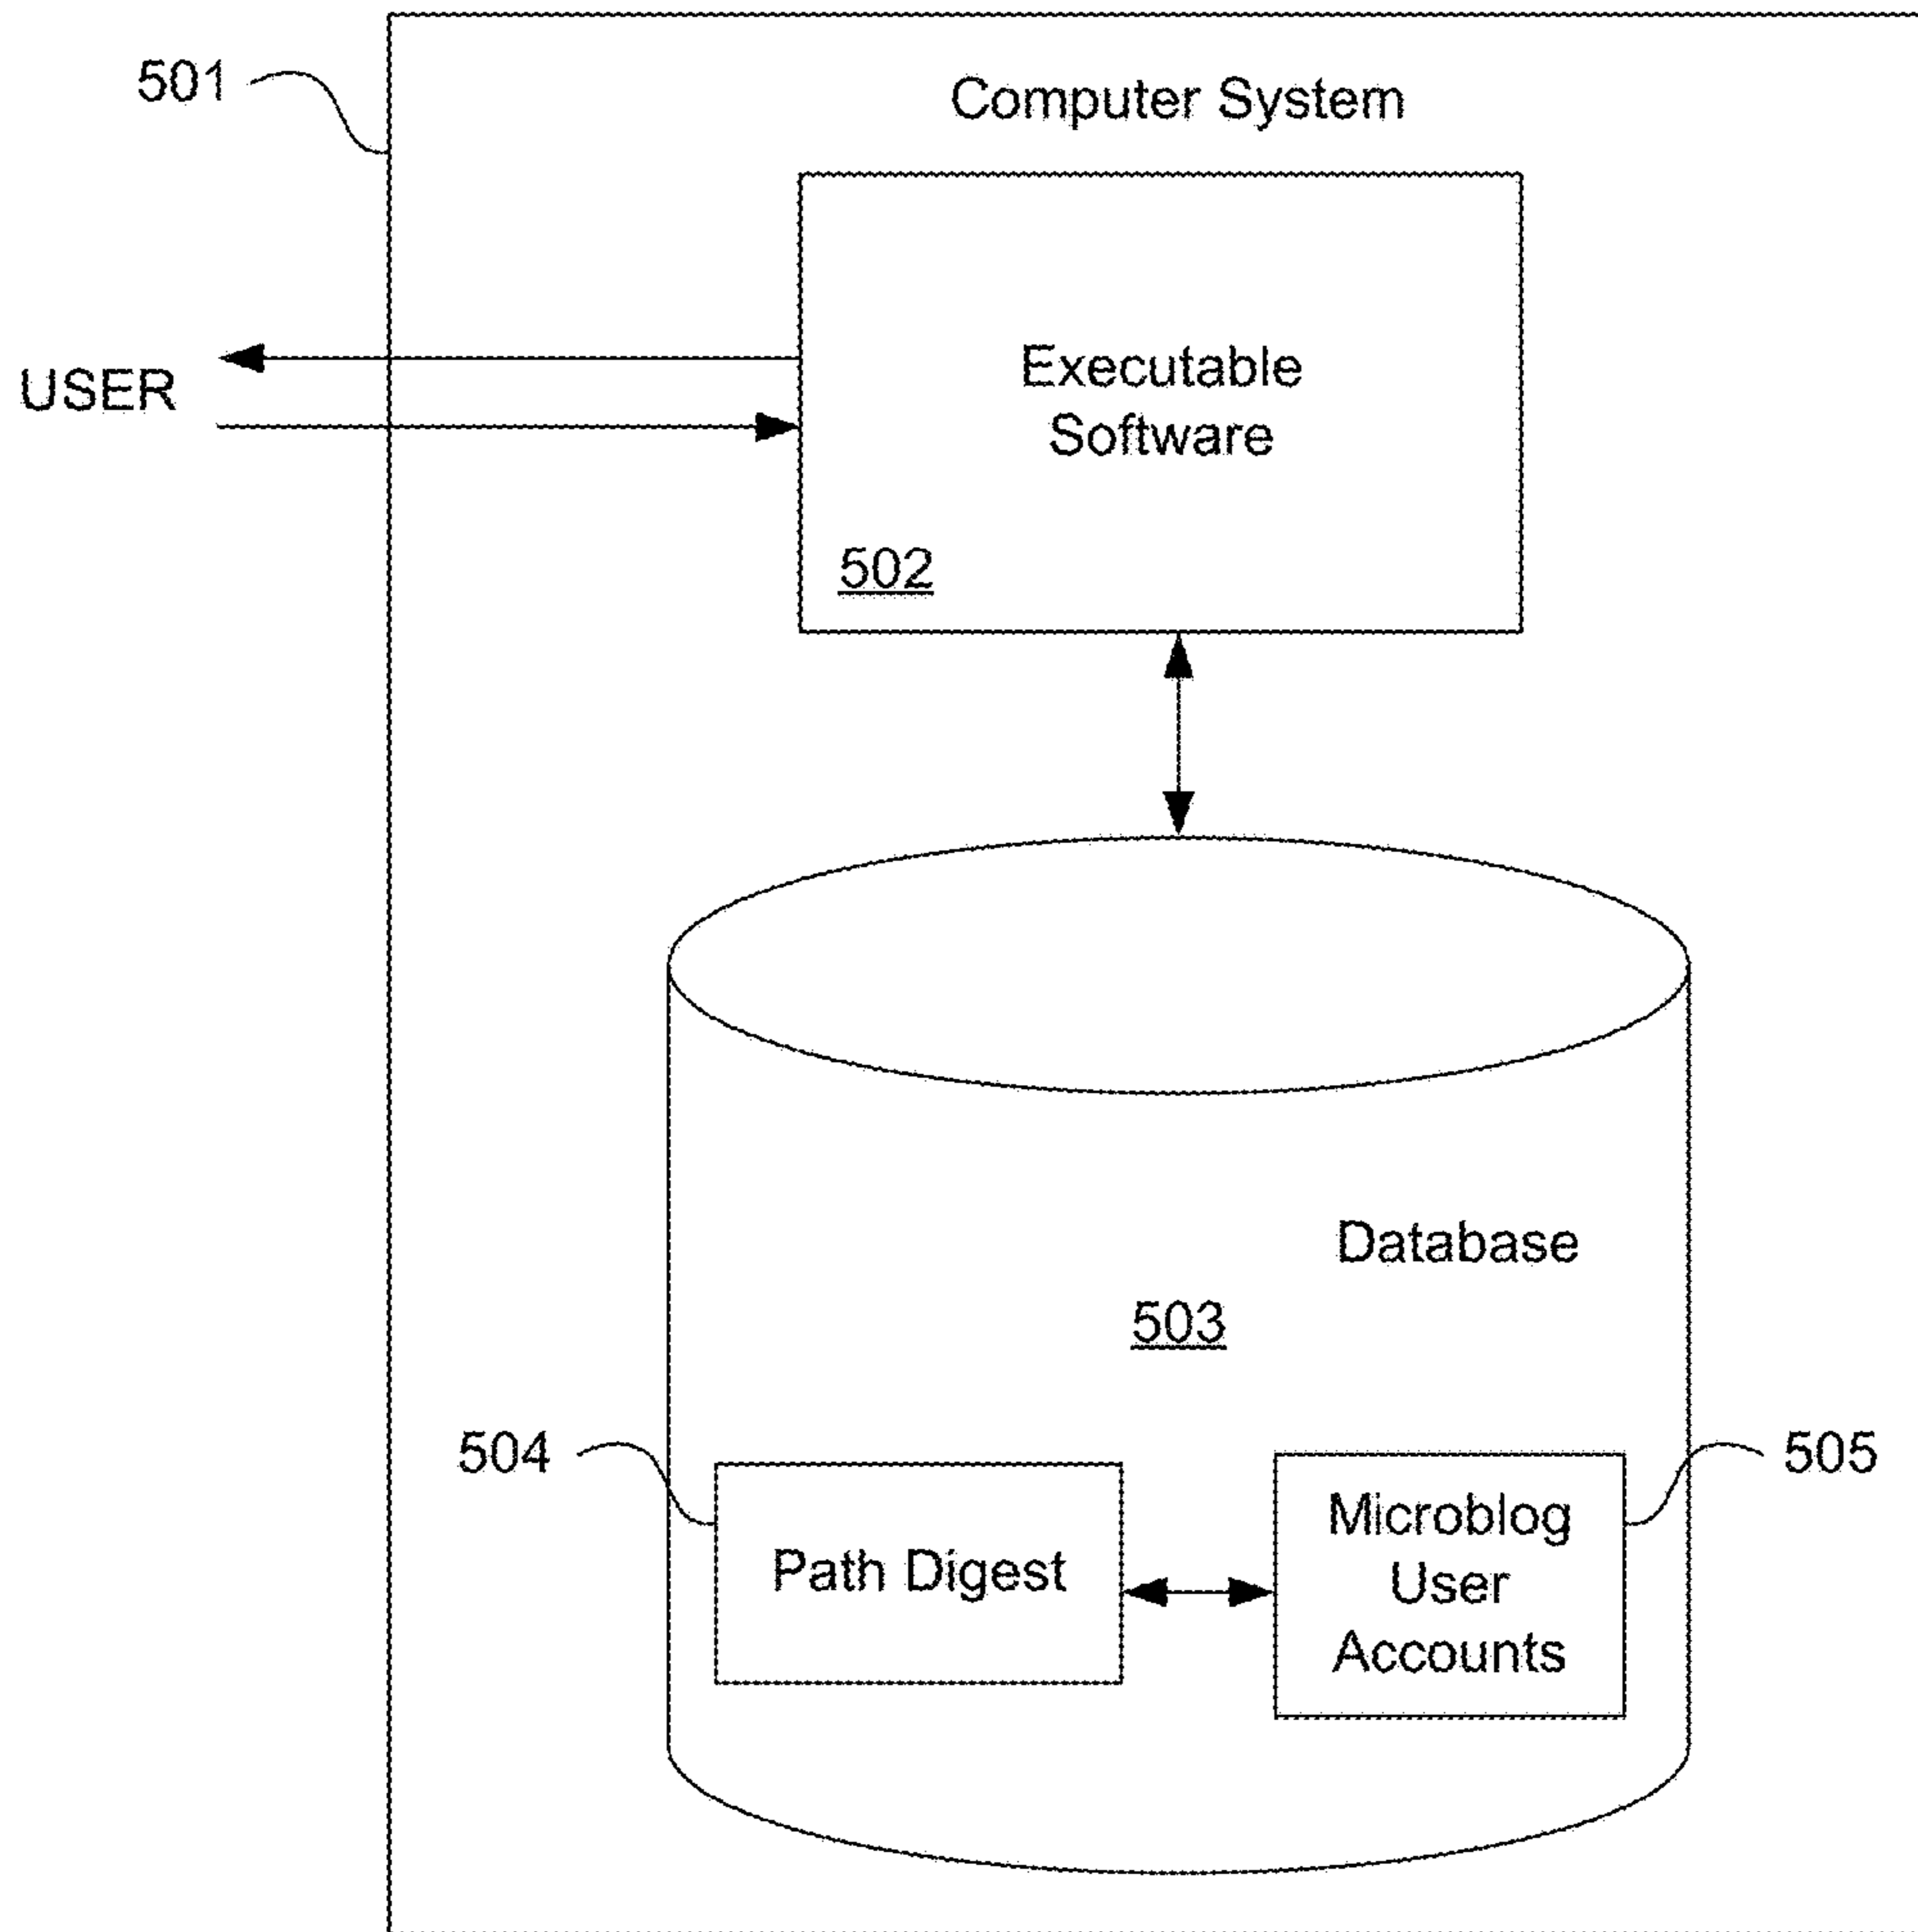 501
Computer System
USER
Executable
Software
502
Database
503
504
505
Path Digest
Microblog
User
Accounts